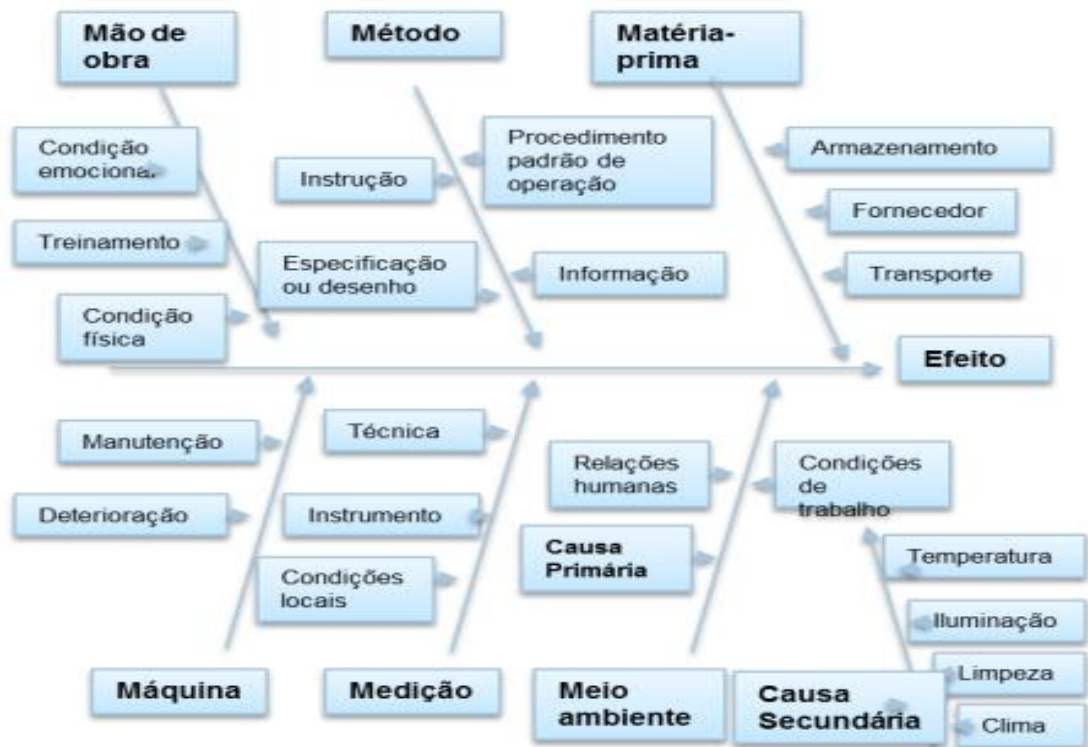 Mão de
obra
Método
Matéria-
prima
Condição
emocional
Treinamento
Condição
física
Instrução
Procedimento
padrão de
operação
Especificação
ou desenho
Informação
Armazenamento
Fornecedor
Transporte
Efeito
Manutenção
Deterioração
Técnica
Instrumento
Condições
locais
Relações
humanas
Causa
Primária
Condições
de
trabalho
Temperatura
Iluminação
Limpeza
Clima
Máquina
Medição
Meio
ambiente
Causa
Secundária